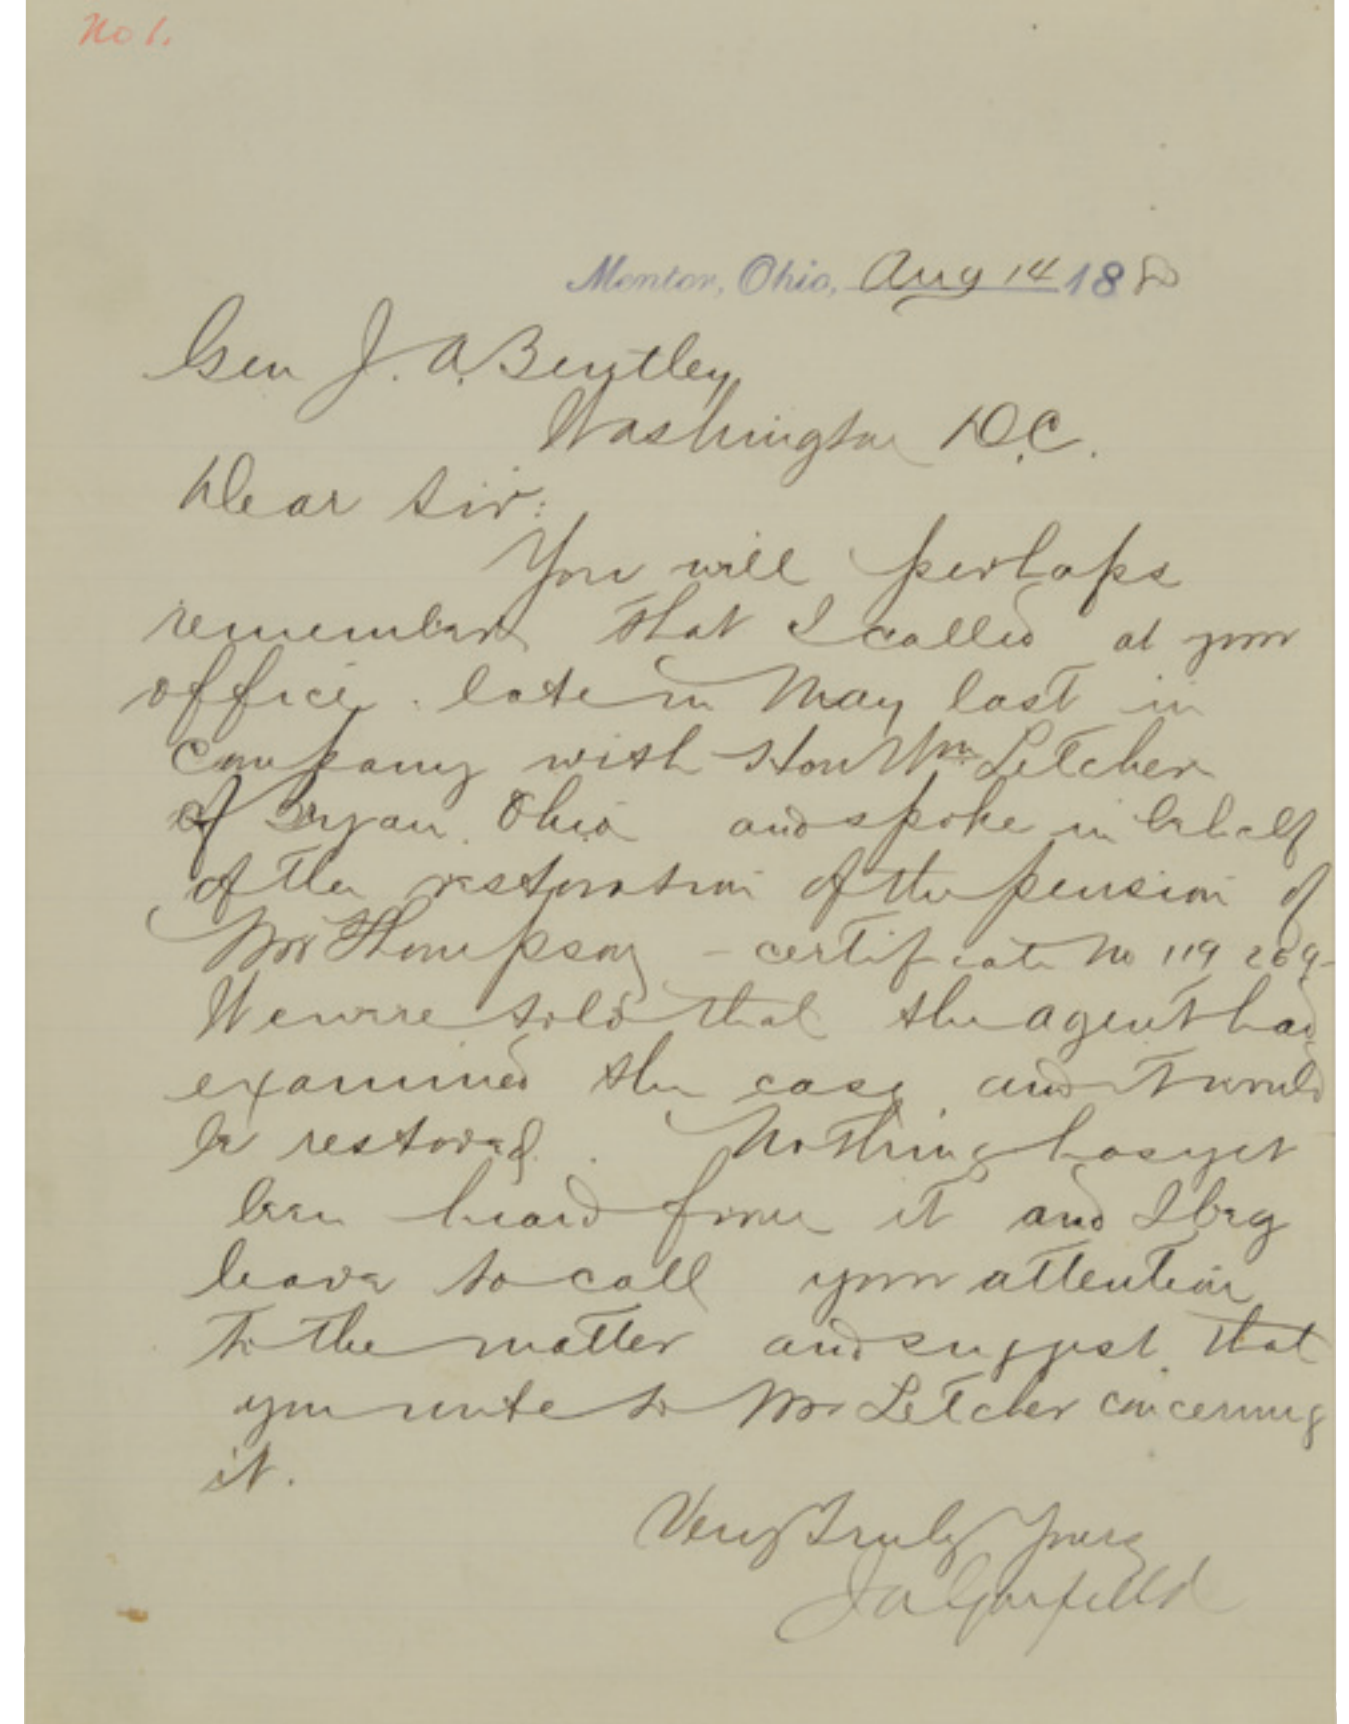 No 1.
Mentor, Ohio, Aug 14 1880
Gen J. A. Bentley,
Washington D.C.
Dear Sir:
You will perhaps
remember that I called at your
office late in May last in
company with Hon Wm Letcher
of Bryan Ohio and spoke in behalf
of the restoration of the pension of
Mr Thompson - certificate No 119 269 -
We were told that the agent had
examined the case and it would
be restored. Nothing has yet
been heard from it and I beg
leave to call your attention
to the matter and suggest that
you write to Mr Letcher concerning
it.
Very Truly Yours
J A Garfield